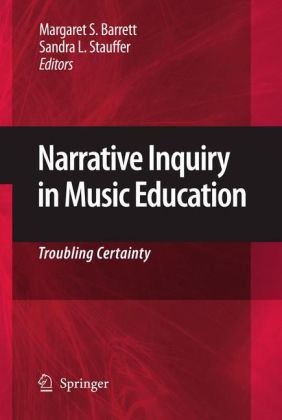 Margaret S. Barrett
Sandra L. Stauffer
Editors
Narrative Inquiry
in Music Education
Troubling Certainty
Springer